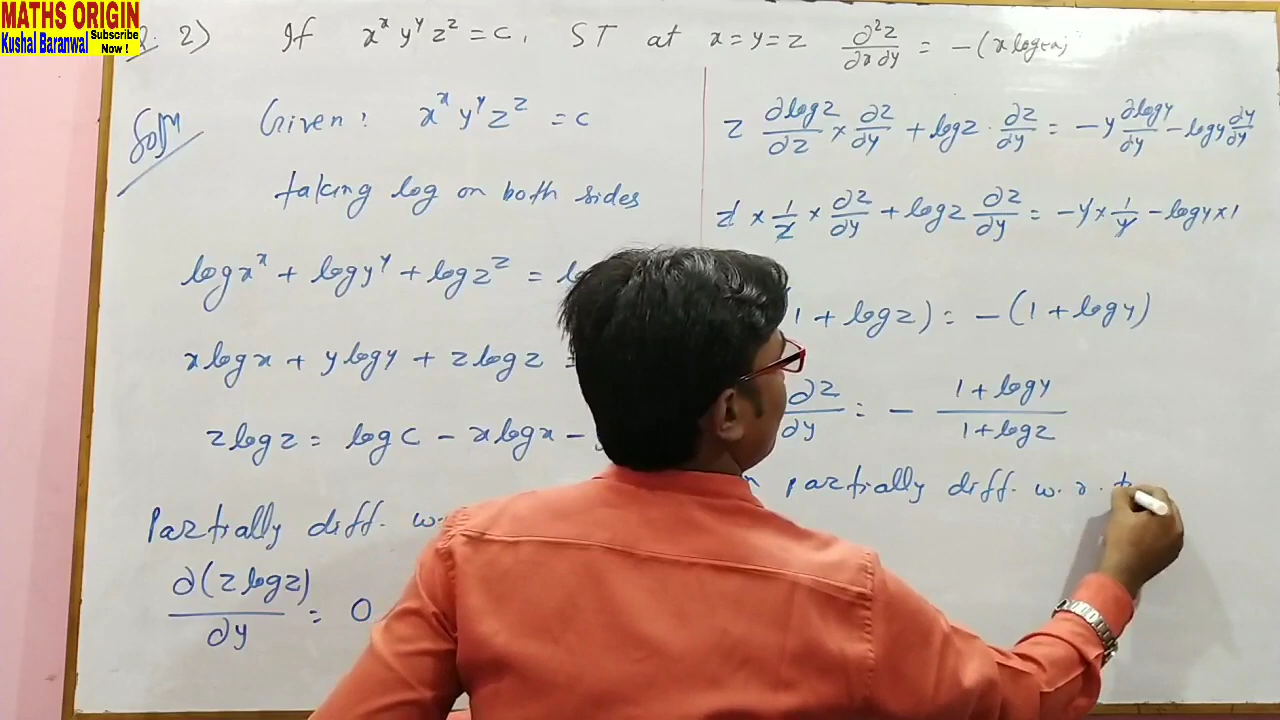 MATHS ORIGIN
Kushal Baranwal
Subscribe
Now !
Q. 2) If x^x y^y z^z = c, ST at x = y = z ∂²z/∂x∂y = -(x log ex)
Soln Given: x^x y^y z^z = c
taking log on both sides
log x^x + log y^y + log z^z =
x log x + y log y + z log z =
z log z = log c - x log x -
Partially diff. w.
∂(z log z)/∂y = 0
z ∂log z/∂z × ∂z/∂y + log z · ∂z/∂y = -y ∂log y/∂y - log y ∂y/∂y
z × 1/z × ∂z/∂y + log z ∂z/∂y = -y × 1/y - log y × 1
1 + log z) = -(1 + log y)
∂z/∂y = - (1 + log y)/(1 + log z)
partially diff. w. r. t